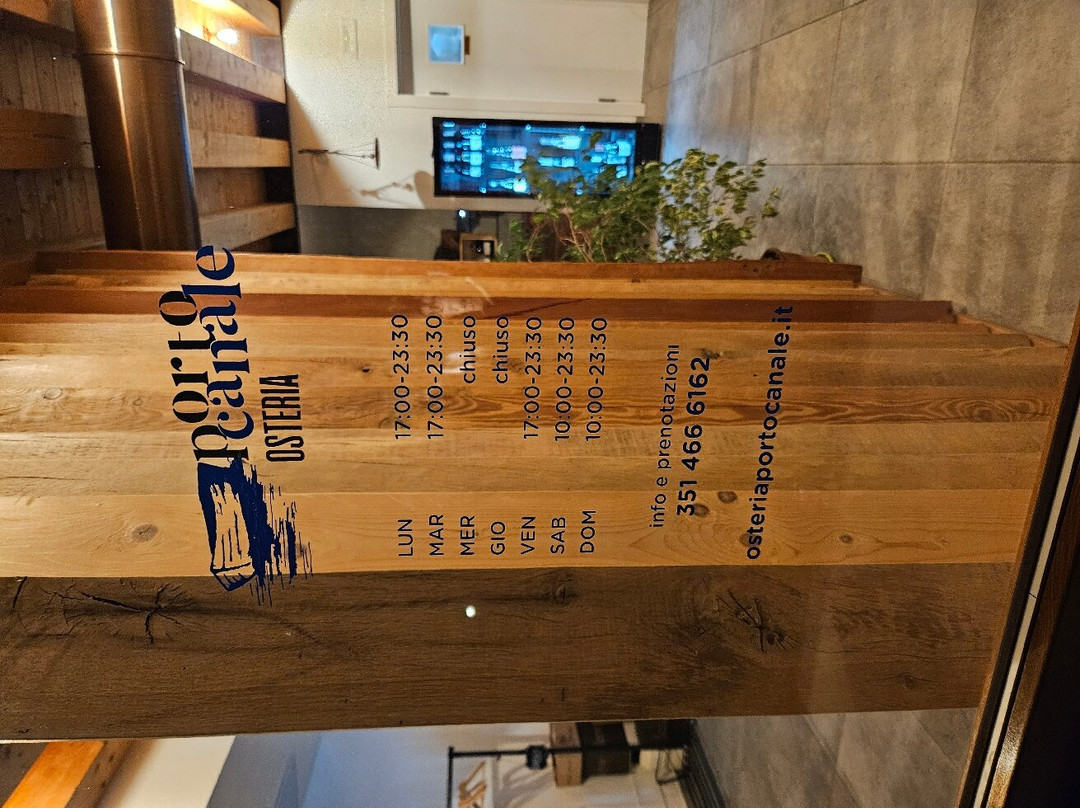 porto
canale
OSTERIA
LUN 17:00-23:30
MAR 17:00-23:30
MER chiuso
GIO chiuso
VEN 17:00-23:30
SAB 10:00-23:30
DOM 10:00-23:30
info e prenotazioni
351 466 6162
osteriaportocanale.it